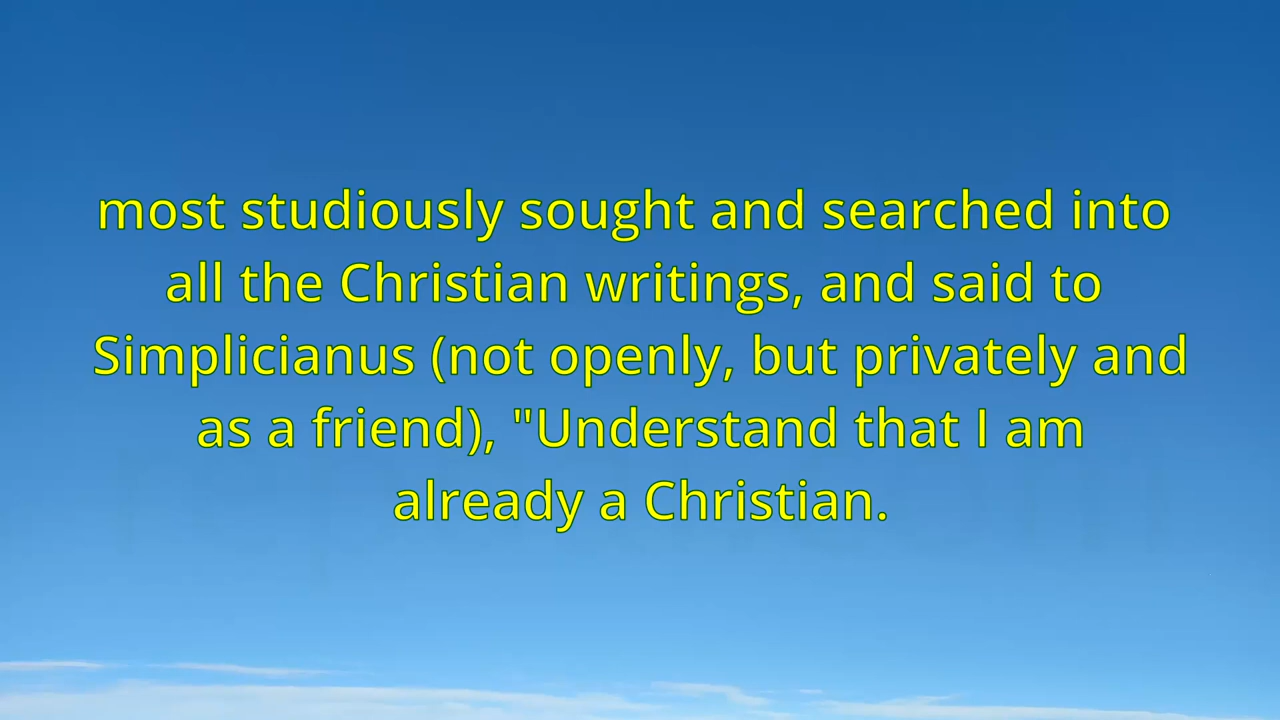 most studiously sought and searched into
all the Christian writings, and said to
Simplicianus (not openly, but privately and
as a friend), "Understand that I am
already a Christian.